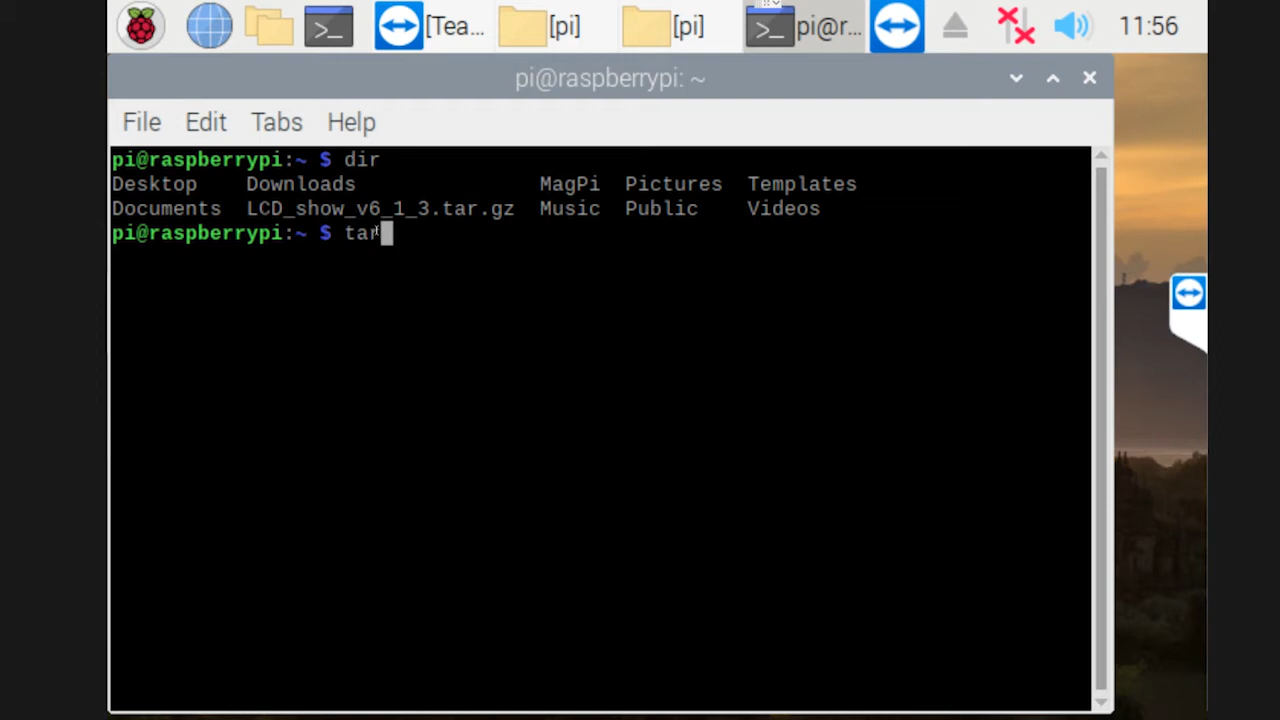 [Tea... [pi] [pi] pi@r... 11:56
pi@raspberrypi: ~
File Edit Tabs Help
pi@raspberrypi:~ $ dir
Desktop Downloads MagPi Pictures Templates
Documents LCD_show_v6_1_3.tar.gz Music Public Videos
pi@raspberrypi:~ $ tar